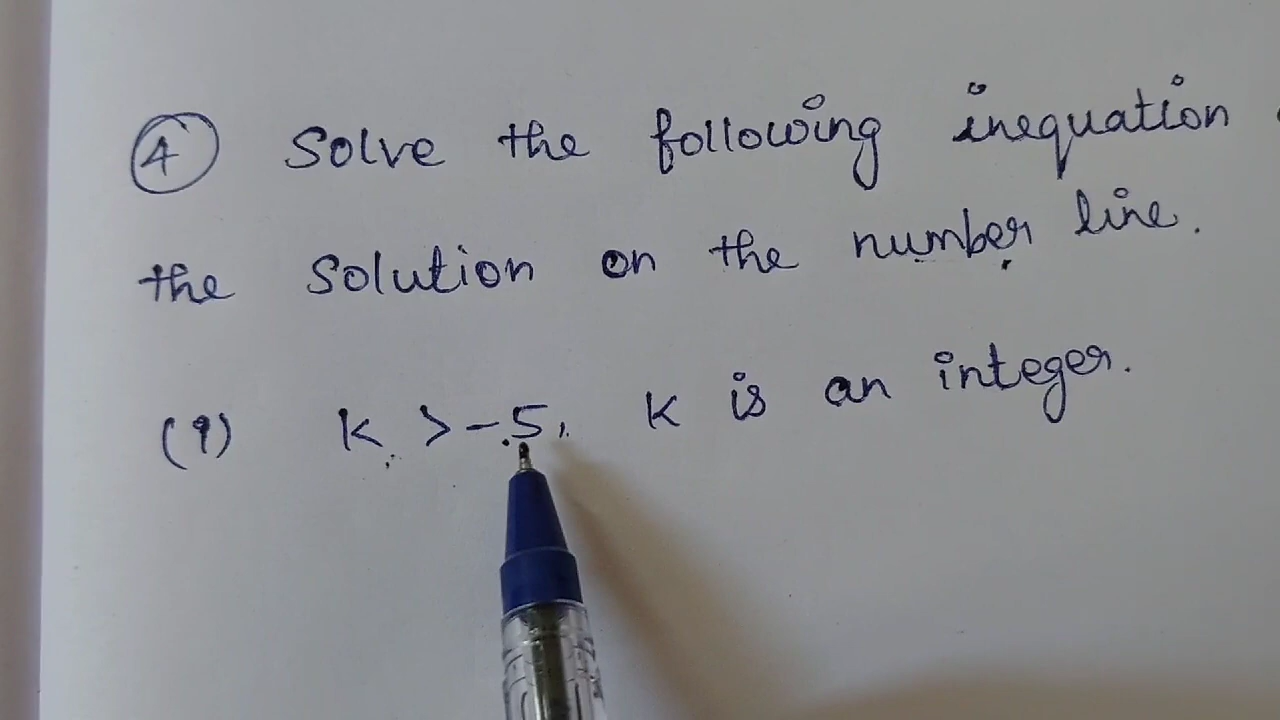 4 Solve the following inequation
the solution on the number line.
(i) k > -5, k is an integer.